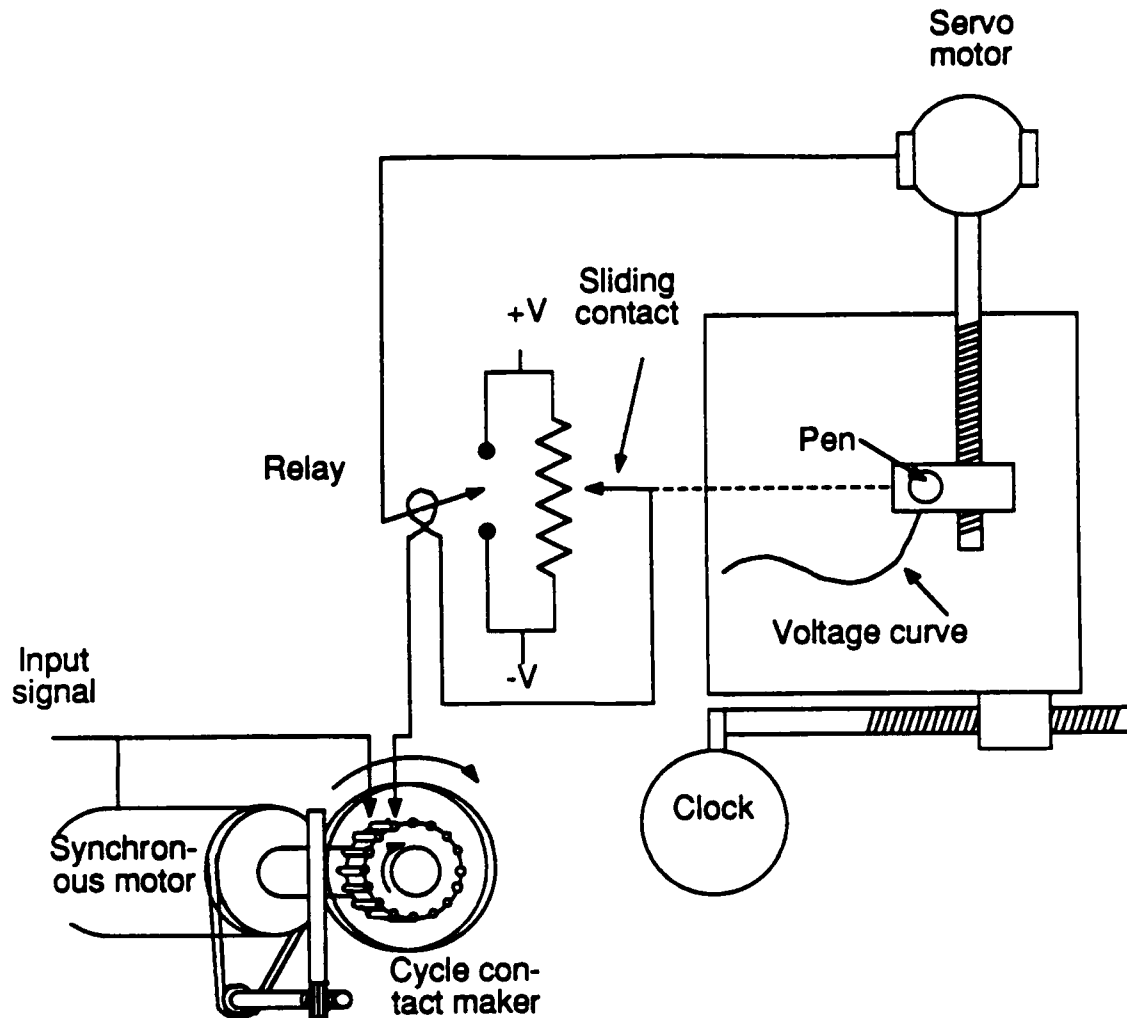 Servo
motor
Sliding
contact
+V
Pen
Relay
Voltage curve
-V
Input
signal
Clock
Synchron-
ous motor
Cycle con-
tact maker